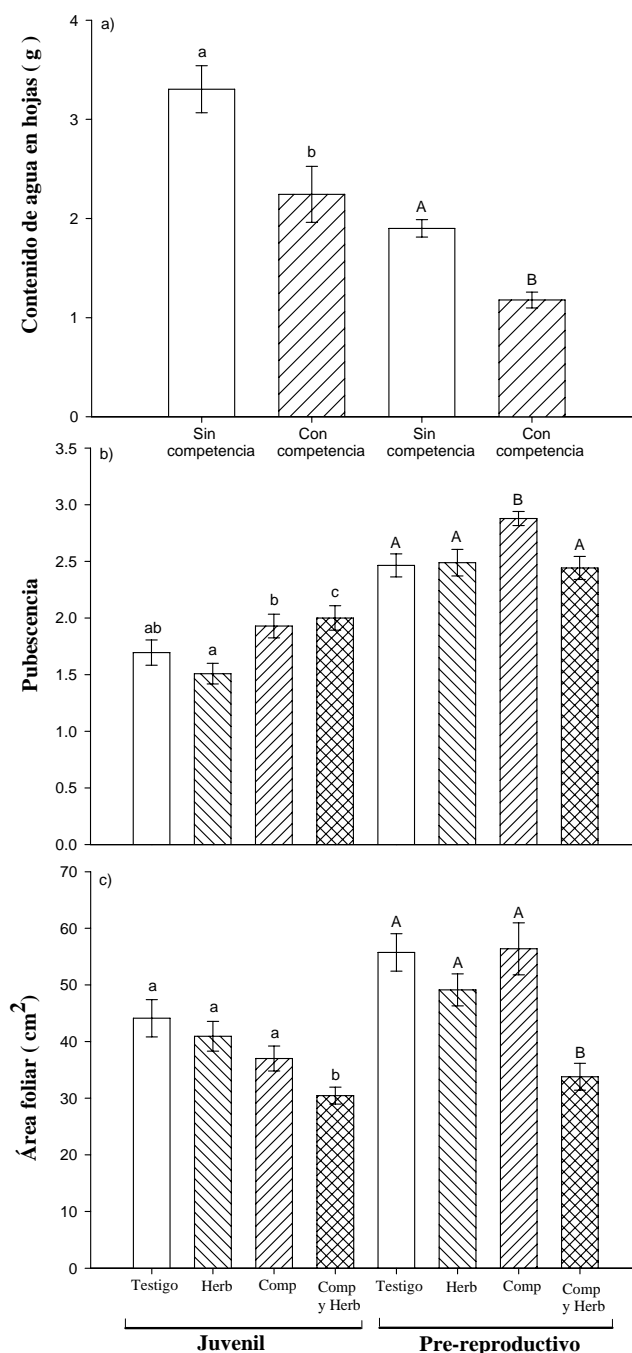 a)
Contenido de agua en hojas ( g )
4
3
2
1
0
a
b
A
B
Sin
competencia
Con
competencia
Sin
competencia
Con
competencia
b)
Pubescencia
3.5
3.0
2.5
2.0
1.5
1.0
0.5
0.0
ab
a
b
c
A
A
B
A
c)
Área foliar ( cm²)
70
60
50
40
30
20
10
0
a
a
a
b
A
A
A
B
Testigo
Herb
Comp
Comp
y Herb
Testigo
Herb
Comp
Comp
y Herb
Juvenil
Pre-reproductivo